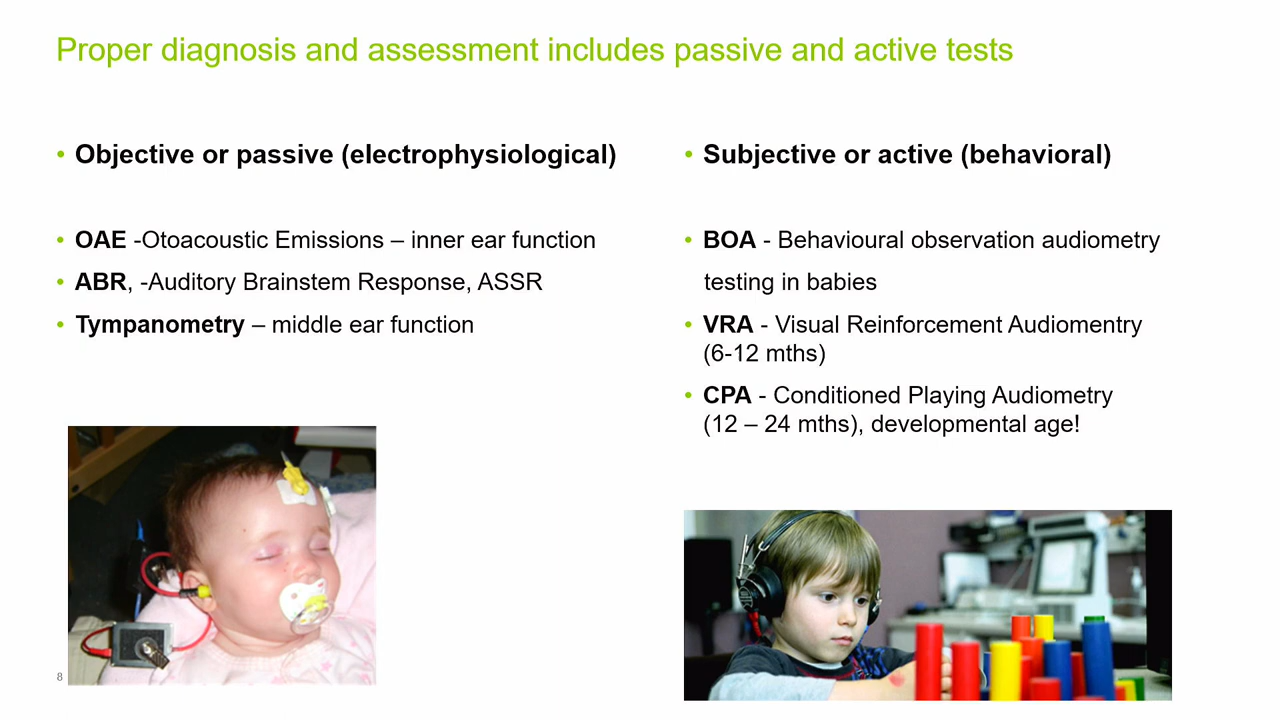 Proper diagnosis and assessment includes passive and active tests
• Objective or passive (electrophysiological)
• OAE -Otoacoustic Emissions – inner ear function
• ABR, -Auditory Brainstem Response, ASSR
• Tympanometry – middle ear function
• Subjective or active (behavioral)
• BOA - Behavioural observation audiometry
testing in babies
• VRA - Visual Reinforcement Audiomentry
(6-12 mths)
• CPA - Conditioned Playing Audiometry
(12 – 24 mths), developmental age!
8